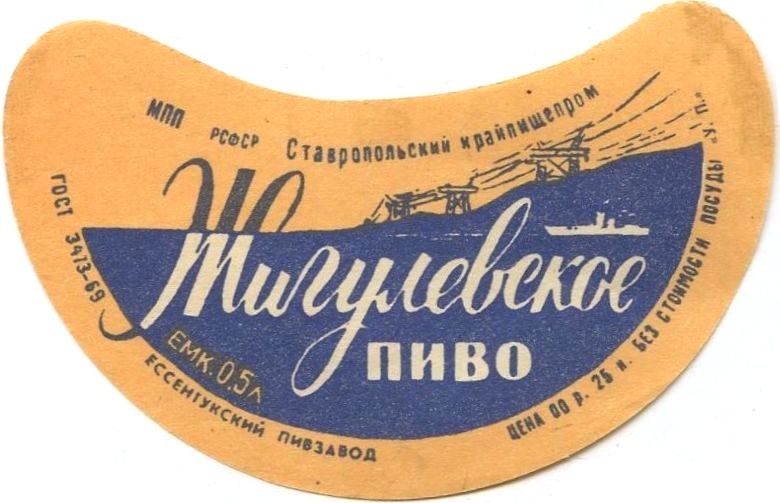 МПП РСФСР Ставропольский крайпищепром
Жигулевское
ПИВО
ЕМК. 0,5л
ГОСТ 3473-69
ЕССЕНТУКСКИЙ ПИВЗАВОД
ЦЕНА 00 р. 25 к. БЕЗ СТОИМОСТИ ПОСУДЫ «У. П.»